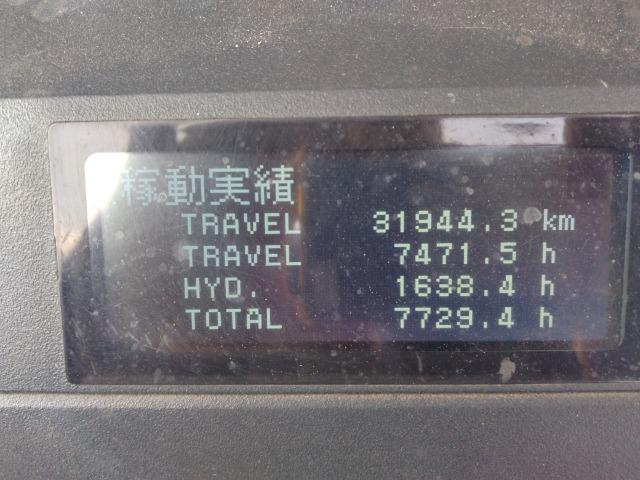 稼動実績
TRAVEL 31944.3 km
TRAVEL 7471.5 h
HYD. 1638.4 h
TOTAL 7729.4 h